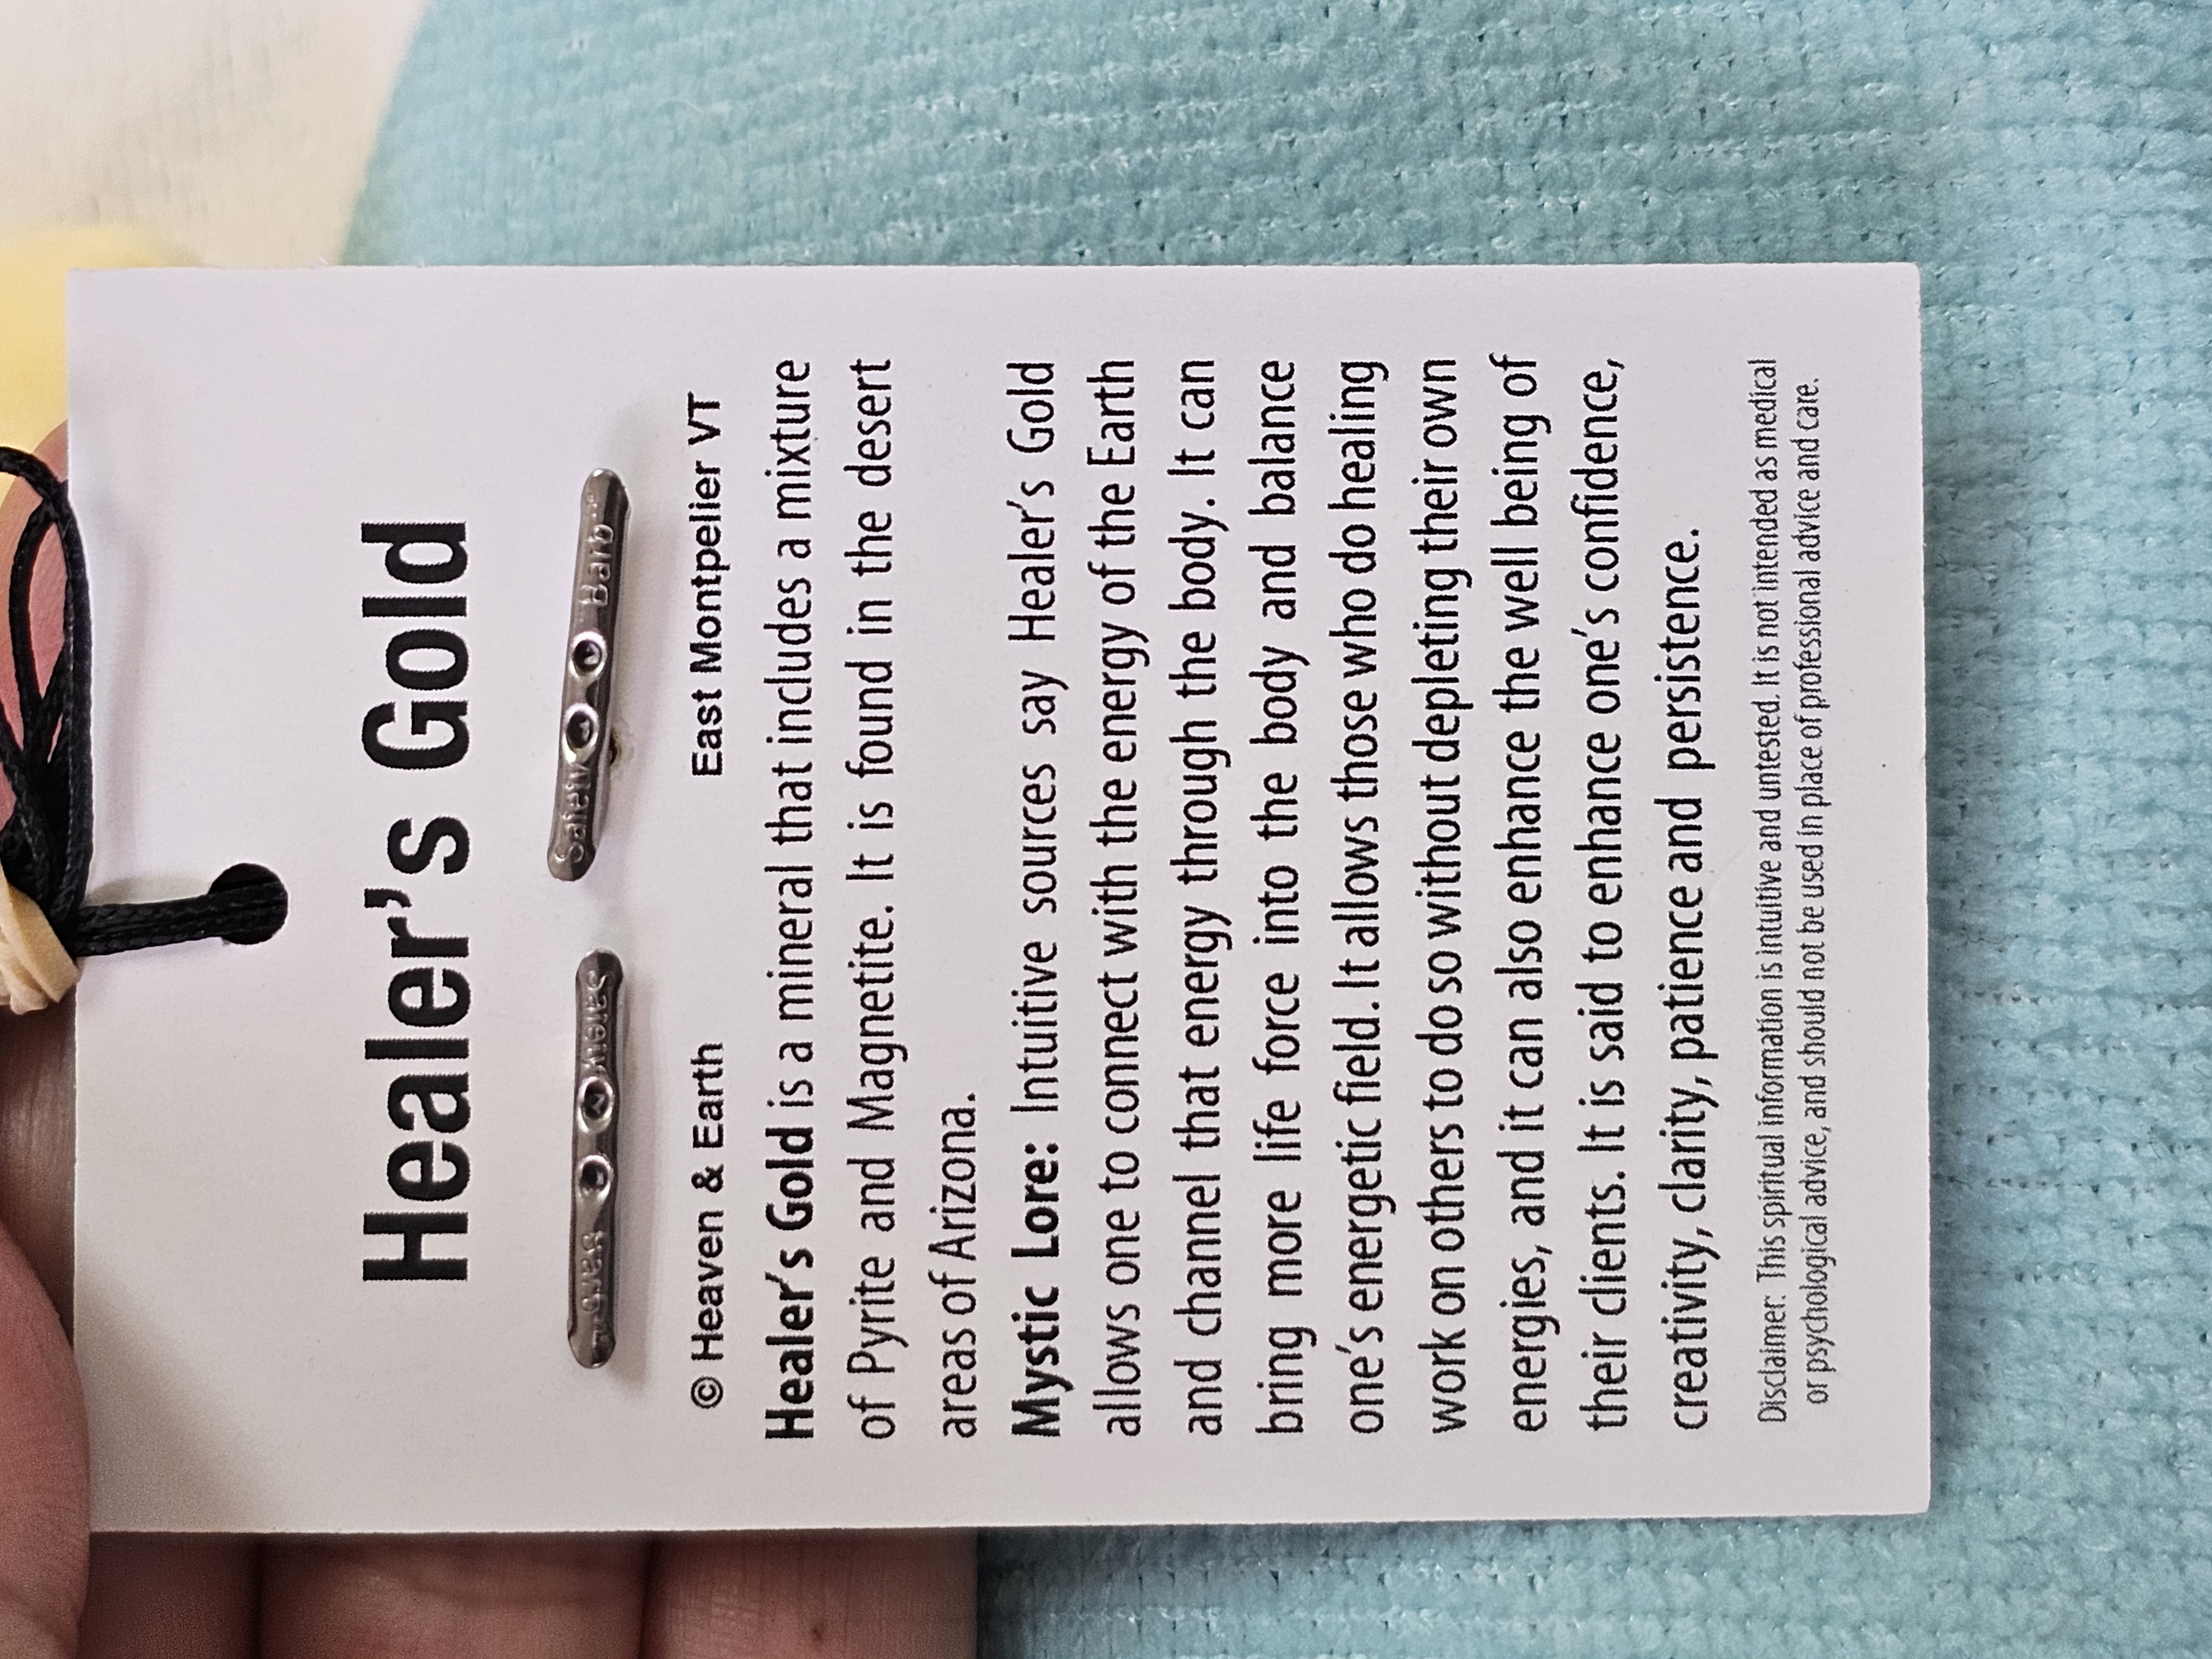 Healer's Gold
Safety Barb
© Heaven & Earth East Montpelier VT
Healer's Gold is a mineral that includes a mixture
of Pyrite and Magnetite. It is found in the desert
areas of Arizona.
Mystic Lore: Intuitive sources say Healer's Gold
allows one to connect with the energy of the Earth
and channel that energy through the body. It can
bring more life force into the body and balance
one's energetic field. It allows those who do healing
work on others to do so without depleting their own
energies, and it can also enhance the well being of
their clients. It is said to enhance one's confidence,
creativity, clarity, patience and persistence.
Disclaimer: This spiritual information is intuitive and untested. It is not intended as medical
or psychological advice, and should not be used in place of professional advice and care.